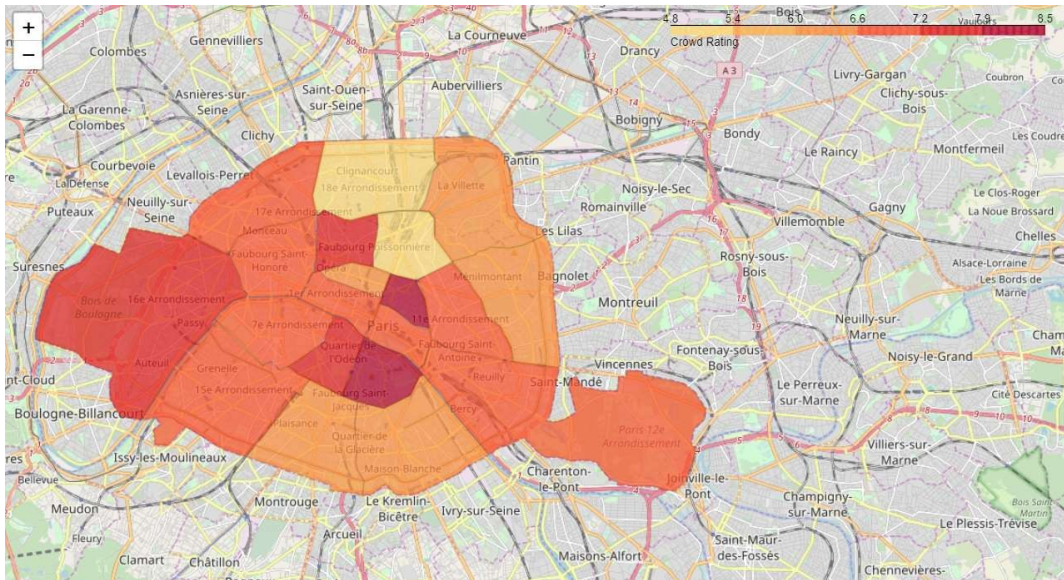 +
−
4.8 5.4 6.0 6.6 7.2 7.9 8.5
Crowd Rating
Bois
Vaujours
Colombes
Gennevilliers
La Courneuve
Drancy
A 3
Livry-Gargan
Coubron
Clichy-sous-
Bois
Asnières-sur-
Seine
Saint-Ouen-
sur-Seine
Aubervilliers
La Garenne-
Colombes
Bobigny
Bondy
Clichy
Le Raincy
Montfermeil
Les Coudre
Courbevoie
Levallois-Perret
Pantin
La Défense
Clignancourt
18e Arrondissement
La Villette
Noisy-le-Sec
Romainville
Gagny
Le Clos-Roger
La Noue Brossard
Puteaux
Neuilly-sur-
Seine
17e Arrondissement
Monceau
Les Lilas
Villemomble
Chelles
Faubourg Saint-
Honoré
Faubourg Poissonnière
Opéra
Suresnes
Ménilmontant
Bagnolet
Rosny-sous-
Bois
Alsace-Lorraine
Les Bords de
Marne
Bois de
Boulogne
16e Arrondissement
1er Arrondissement
Montreuil
Passy
7e Arrondissement
Paris
11e Arrondissement
Neuilly-sur-
Marne
Auteuil
Grenelle
Quartier de
l'Odéon
Faubourg Saint-
Antoine
Reuilly
Vincennes
Fontenay-sous-
Bois
Noisy-le-Grand
int-Cloud
15e Arrondissement
Faubourg Saint-
Jacques
Saint-Mandé
Le Perreux-
sur-Marne
Cité Descartes
Boulogne-Billancourt
Bercy
Plaisance
Quartier de
la Glacière
Paris 12e
Arrondissement
Issy-les-Moulineaux
Maison-Blanche
Villiers-sur-
Marne
Bellevue
Charenton-
le-Pont
Joinville-le-
Pont
Meudon
Montrouge
Le Kremlin-
Bicêtre
Ivry-sur-Seine
Champigny-
sur-Marne
Bois Saint-
Martin
Le Plessis-Trévise
Fleury
Arcueil
Saint-Maur-
des-Fossés
Clamart
Châtillon
Maisons-Alfort
Chennevières-